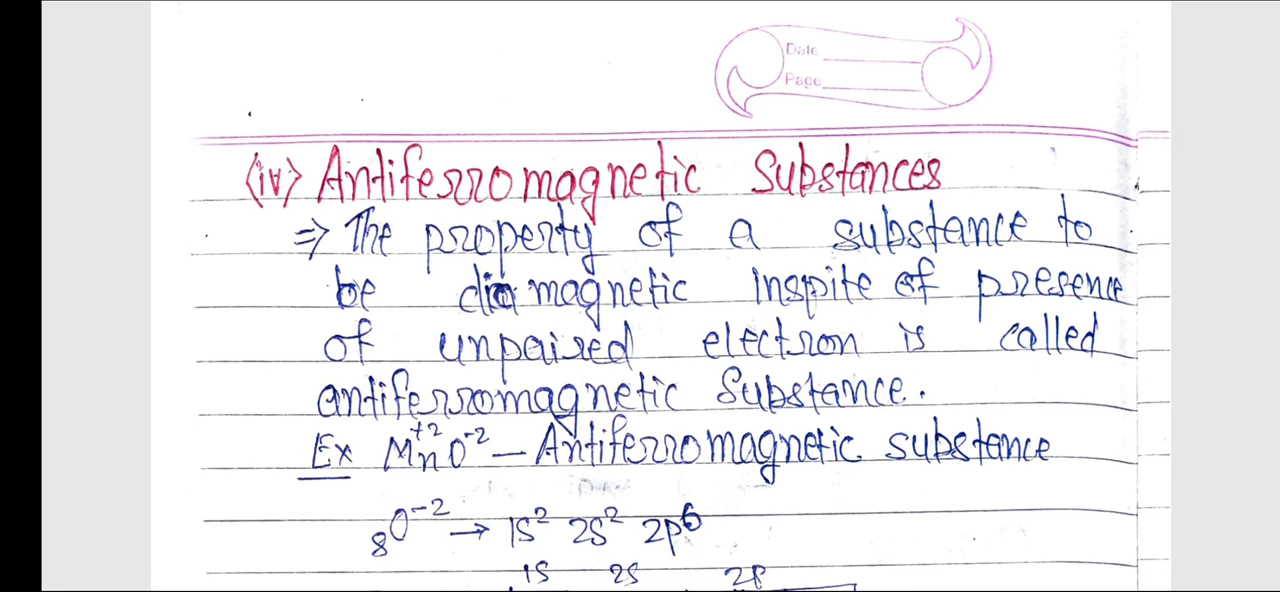 Date
Page
(iv) Antiferromagnetic Substances
⇒ The property of a substance to
be diamagnetic inspite of presence
of unpaired electron is called
antiferromagnetic Substance.
Ex Mn⁺²O⁻² – Antiferromagnetic substance
₈O⁻² → 1S² 2S² 2p⁶
1S 2S 2P